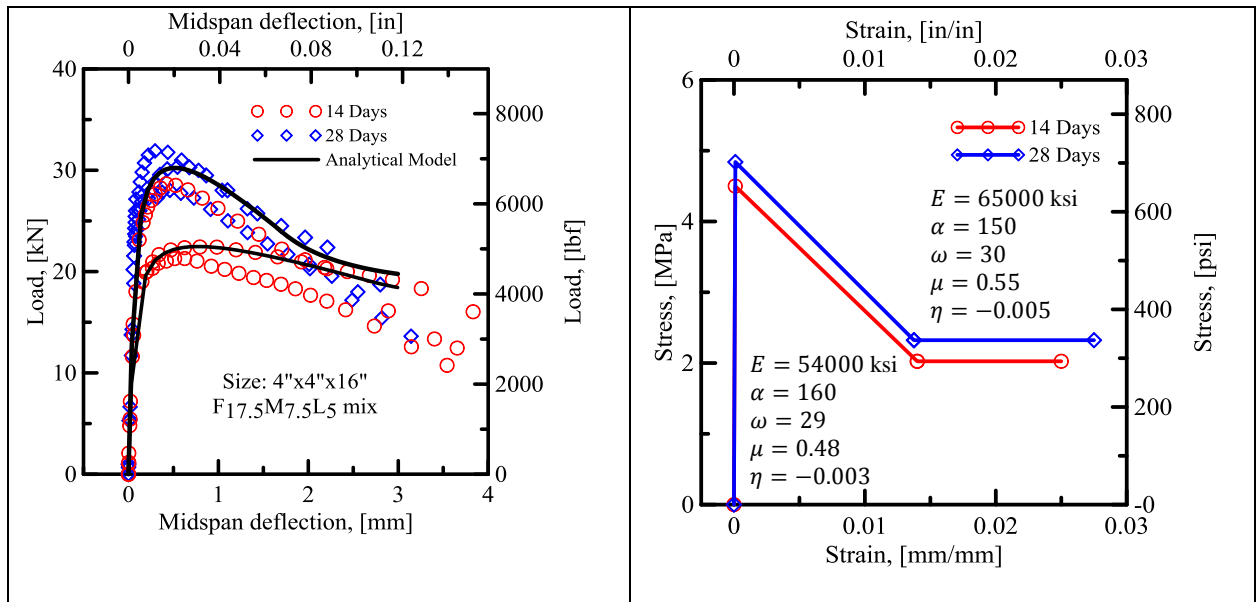 Midspan deflection, [in]
0 0.04 0.08 0.12
40
30
20
10
0
Load, [kN]
8000
6000
4000
2000
0
Load, [lbf]
14 Days
28 Days
Analytical Model
Size: 4"x4"x16"
F17.5M7.5L5 mix
0 1 2 3 4
Midspan deflection, [mm]
Strain, [in/in]
0 0.01 0.02 0.03
6
4
2
0
Stress, [MPa]
800
600
400
200
-0
Stress, [psi]
14 Days
28 Days
E = 65000 ksi
α = 150
ω = 30
μ = 0.55
η = −0.005
E = 54000 ksi
α = 160
ω = 29
μ = 0.48
η = −0.003
0 0.01 0.02 0.03
Strain, [mm/mm]